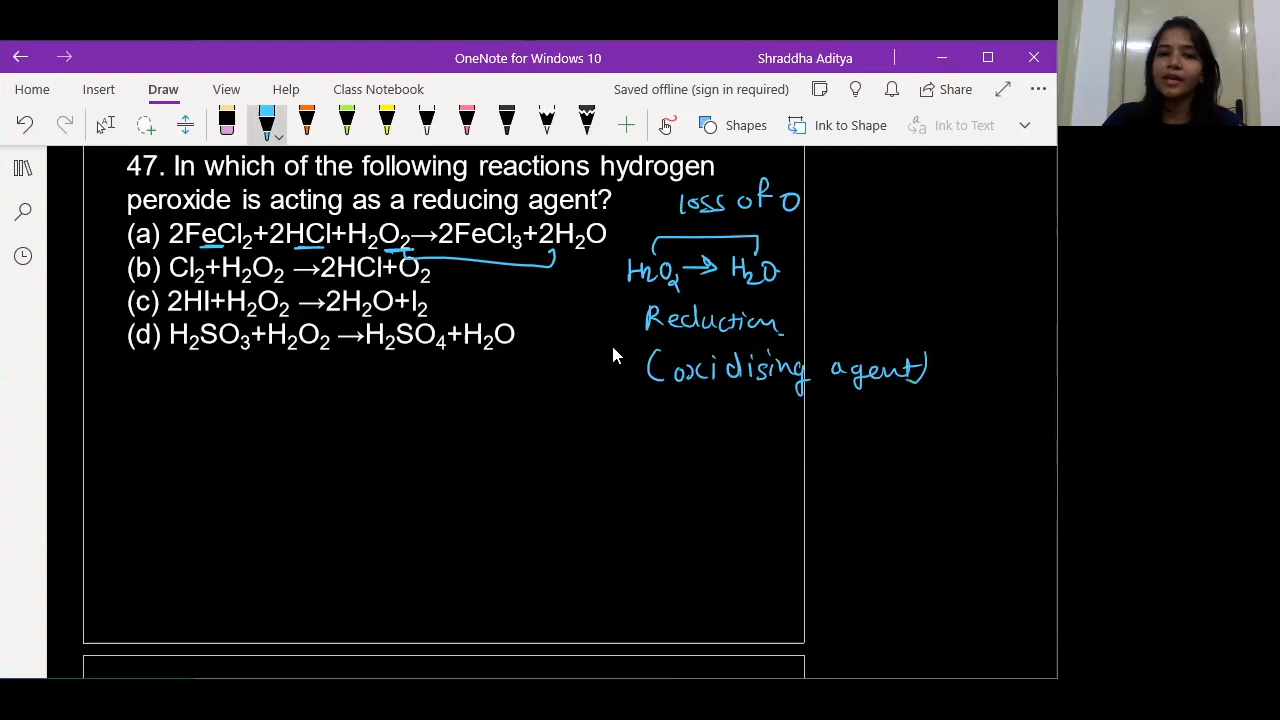 OneNote for Windows 10
Shraddha Aditya
Home Insert Draw View Help Class Notebook
Saved offline (sign in required)
Share
Shapes
Ink to Shape
Ink to Text
47. In which of the following reactions hydrogen
peroxide is acting as a reducing agent?
(a) 2FeCl₂+2HCl+H₂O₂→2FeCl₃+2H₂O
(b) Cl₂+H₂O₂ →2HCl+O₂
(c) 2HI+H₂O₂ →2H₂O+I₂
(d) H₂SO₃+H₂O₂ →H₂SO₄+H₂O
loss of O
H₂O₂ → H₂O
Reduction
(oxidising agent)